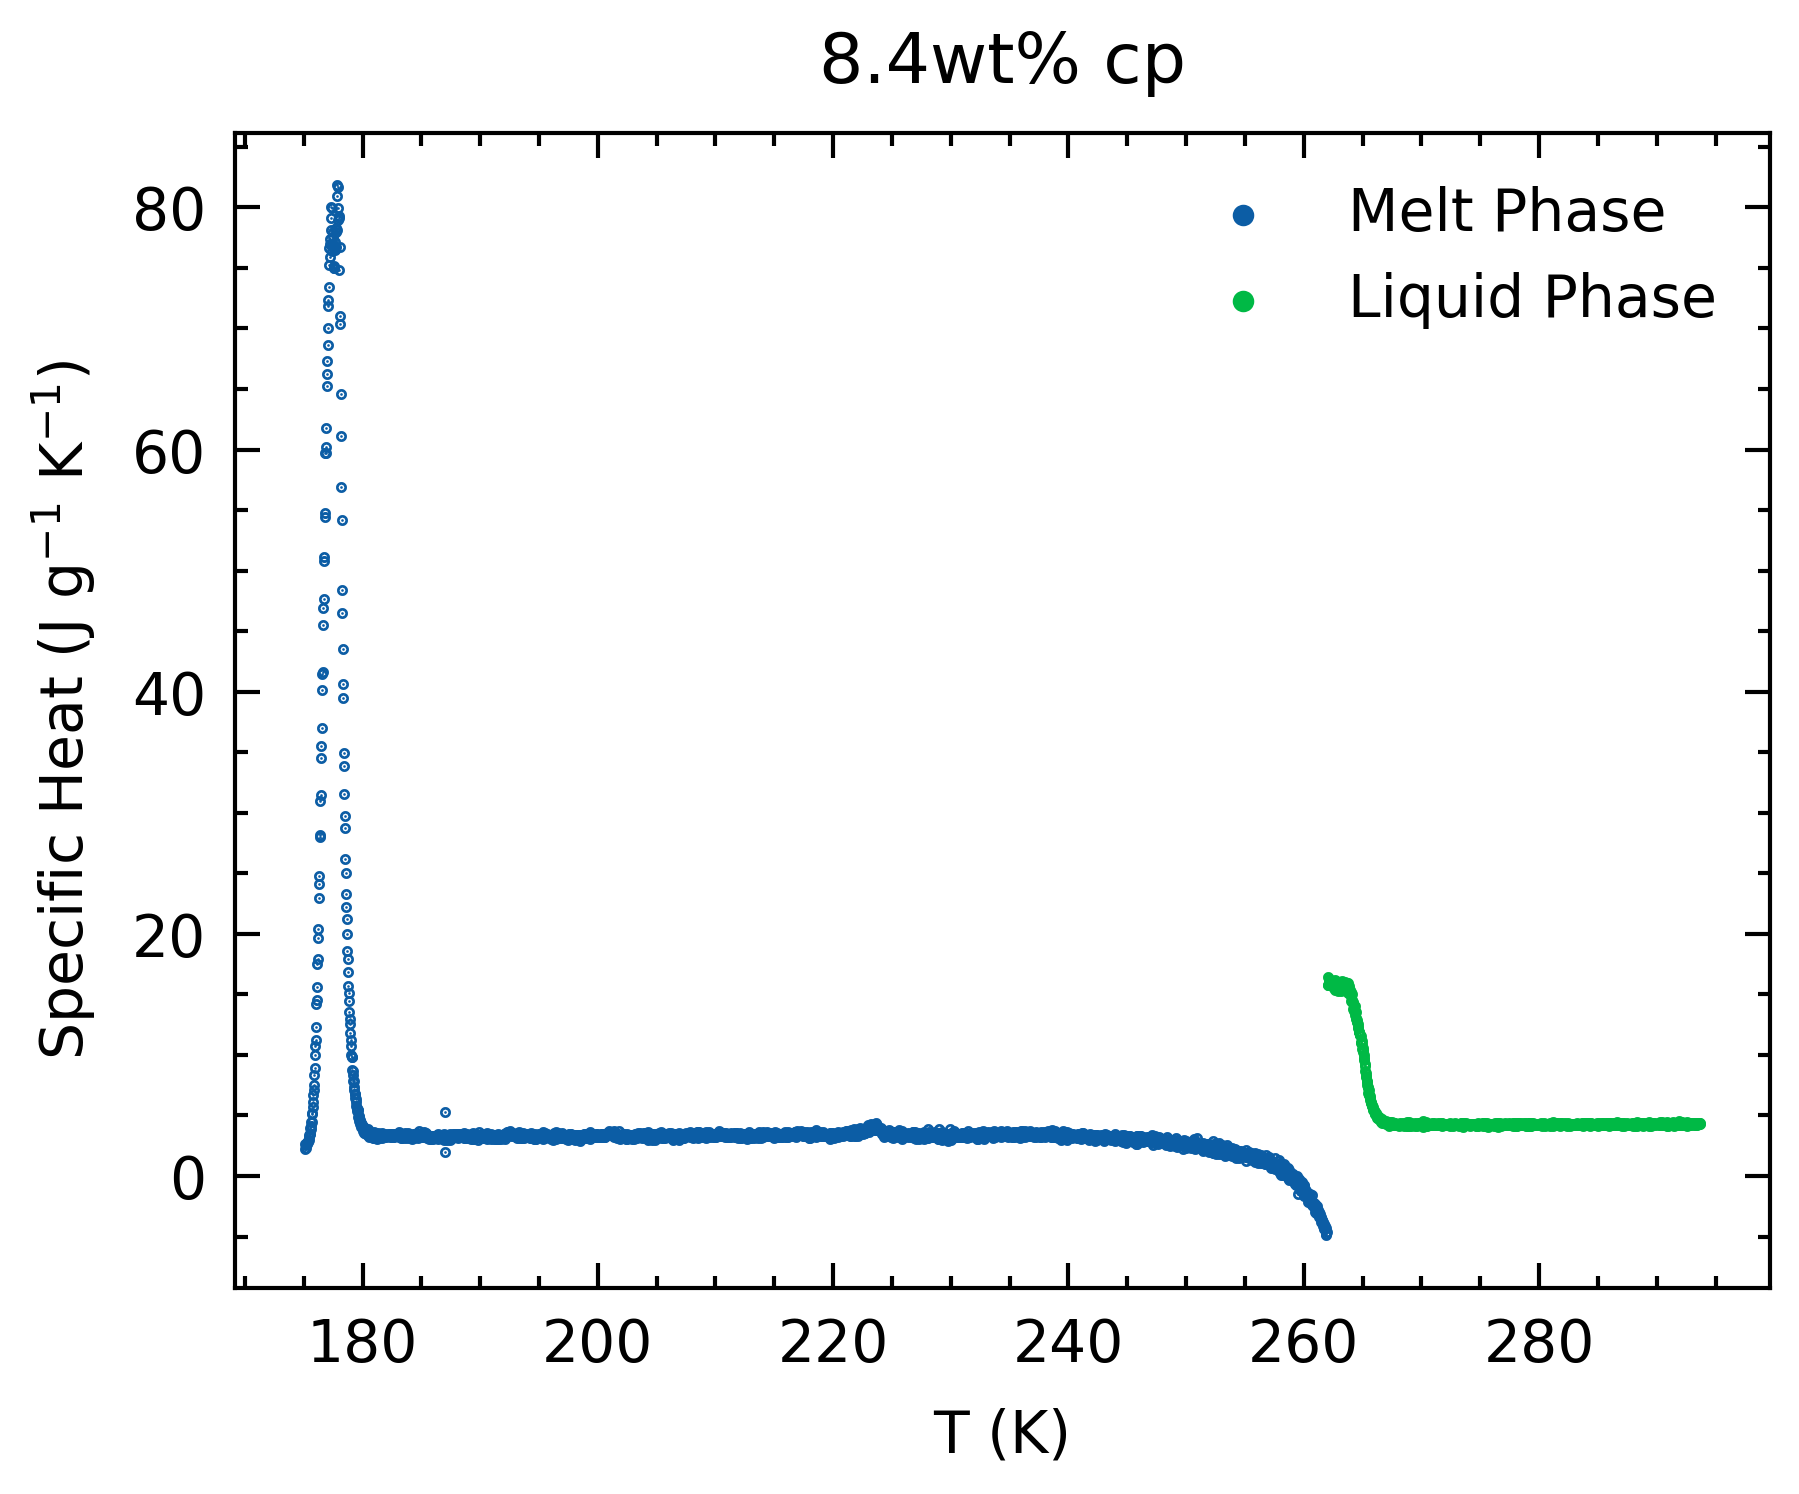 8.4wt% cp
Melt Phase
Liquid Phase
Specific Heat (J g⁻¹ K⁻¹)
80
60
40
20
0
180 200 220 240 260 280
T (K)